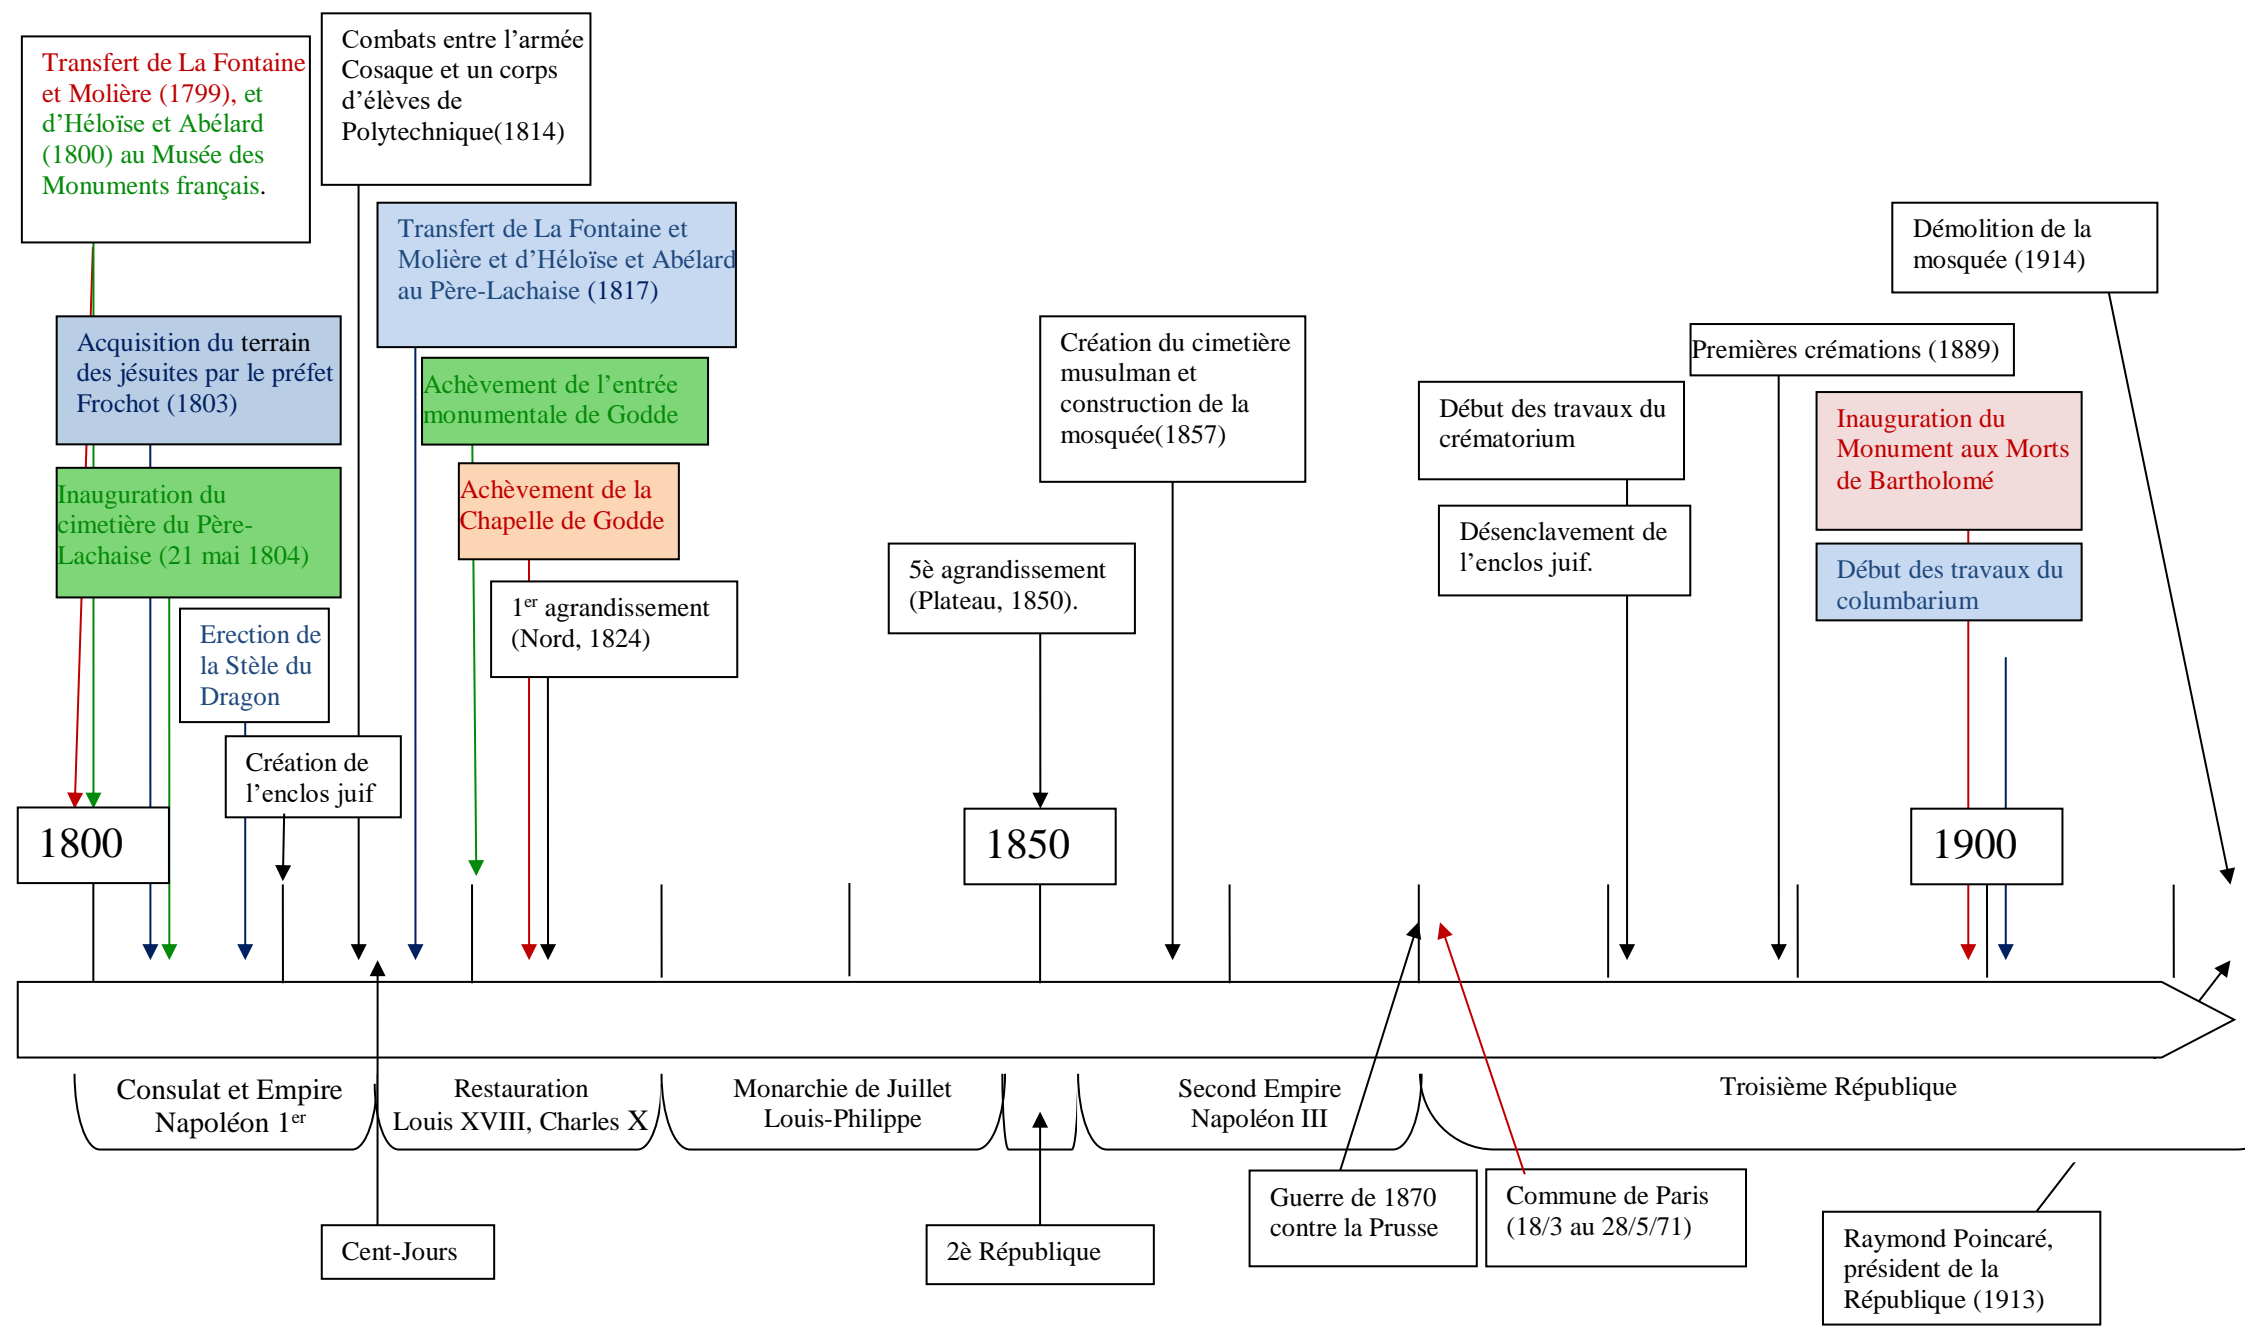 Transfert de La Fontaine
et Molière (1799), et
d’Héloïse et Abélard
(1800) au Musée des
Monuments français.
Combats entre l’armée
Cosaque et un corps
d’élèves de
Polytechnique(1814)
Transfert de La Fontaine et
Molière et d’Héloïse et Abélard
au Père-Lachaise (1817)
Démolition de la
mosquée (1914)
Acquisition du terrain
des jésuites par le préfet
Frochot (1803)
Achèvement de l’entrée
monumentale de Godde
Création du cimetière
musulman et
construction de la
mosquée(1857)
Début des travaux du
crématorium
Premières crémations (1889)
Inauguration du
Monument aux Morts
de Bartholomé
Inauguration du
cimetière du Père-
Lachaise (21 mai 1804)
Achèvement de la
Chapelle de Godde
Désenclavement de
l’enclos juif.
Début des travaux du
columbarium
5è agrandissement
(Plateau, 1850).
1er agrandissement
(Nord, 1824)
Erection de
la Stèle du
Dragon
Création de
l’enclos juif
1800
1850
1900
Consulat et Empire
Napoléon 1er
Restauration
Louis XVIII, Charles X
Monarchie de Juillet
Louis-Philippe
Second Empire
Napoléon III
Troisième République
Cent-Jours
2è République
Guerre de 1870
contre la Prusse
Commune de Paris
(18/3 au 28/5/71)
Raymond Poincaré,
président de la
République (1913)